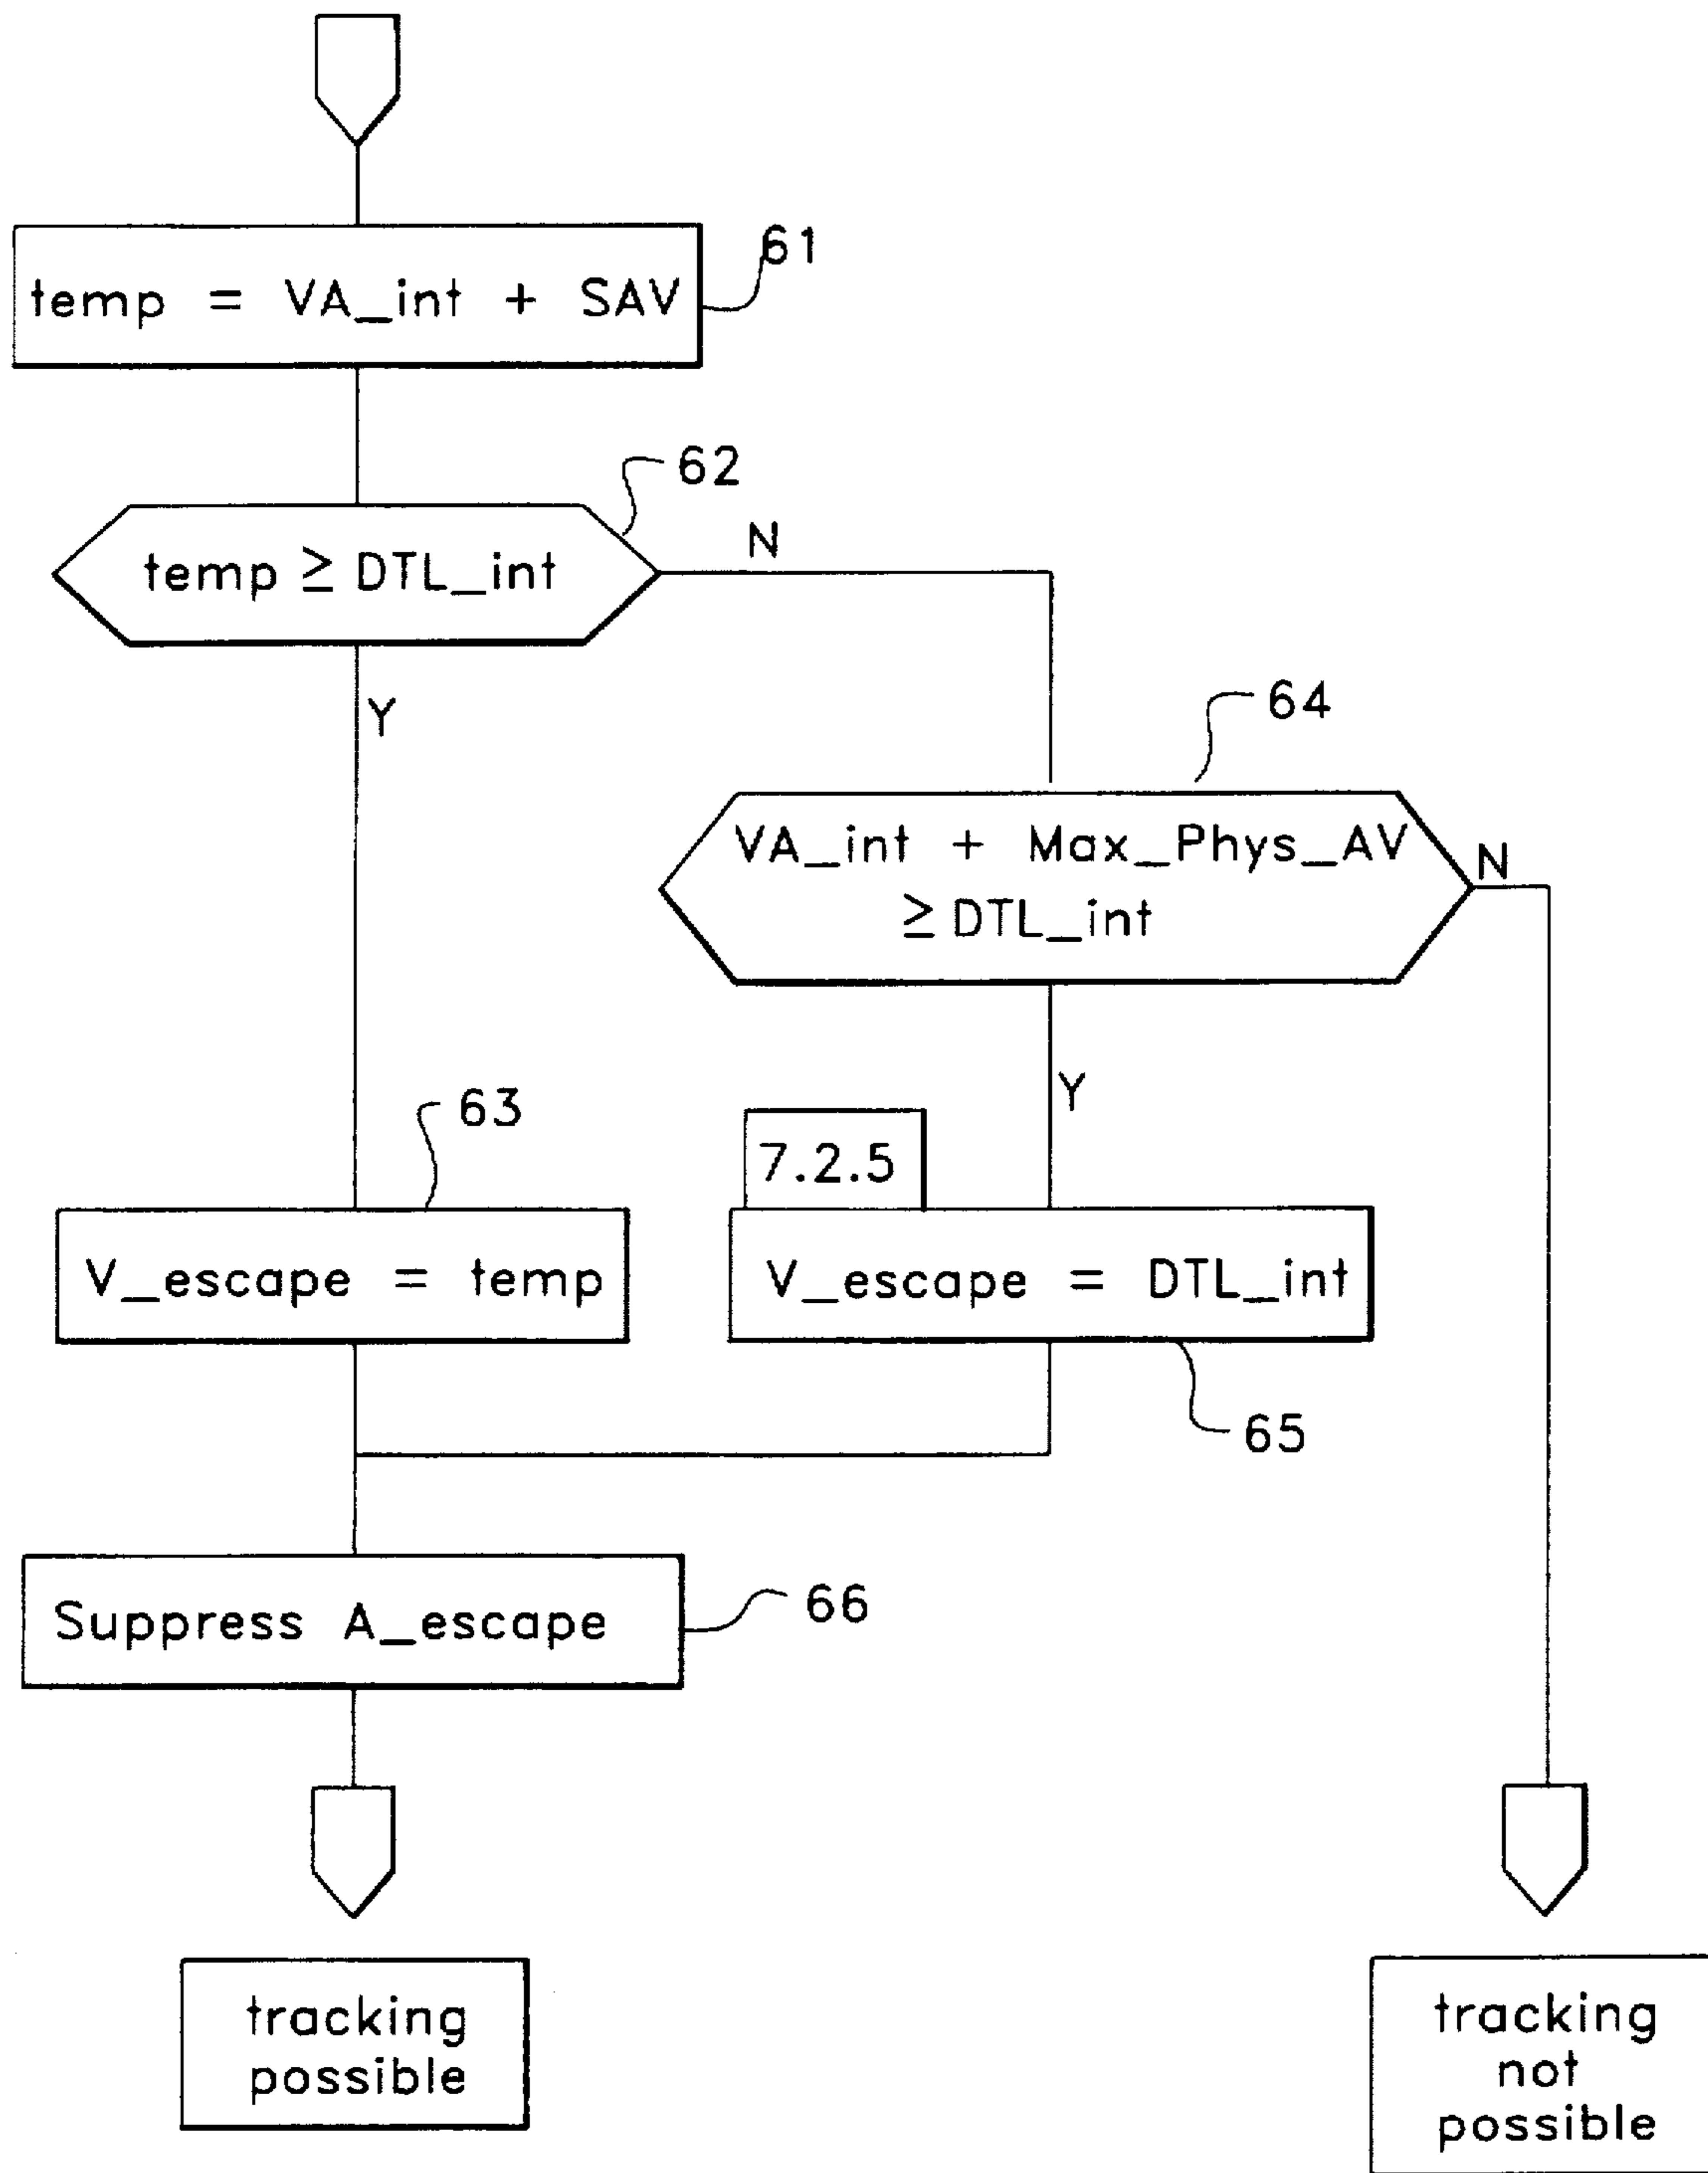 temp = VA_int + SAV
61
62
temp ≥ DTL_int
N
Y
64
VA_int + Max_Phys_AV
≥ DTL_int
N
Y
63
7.2.5
V_escape = temp
V_escape = DTL_int
65
Suppress A_escape
66
tracking
possible
tracking
not
possible